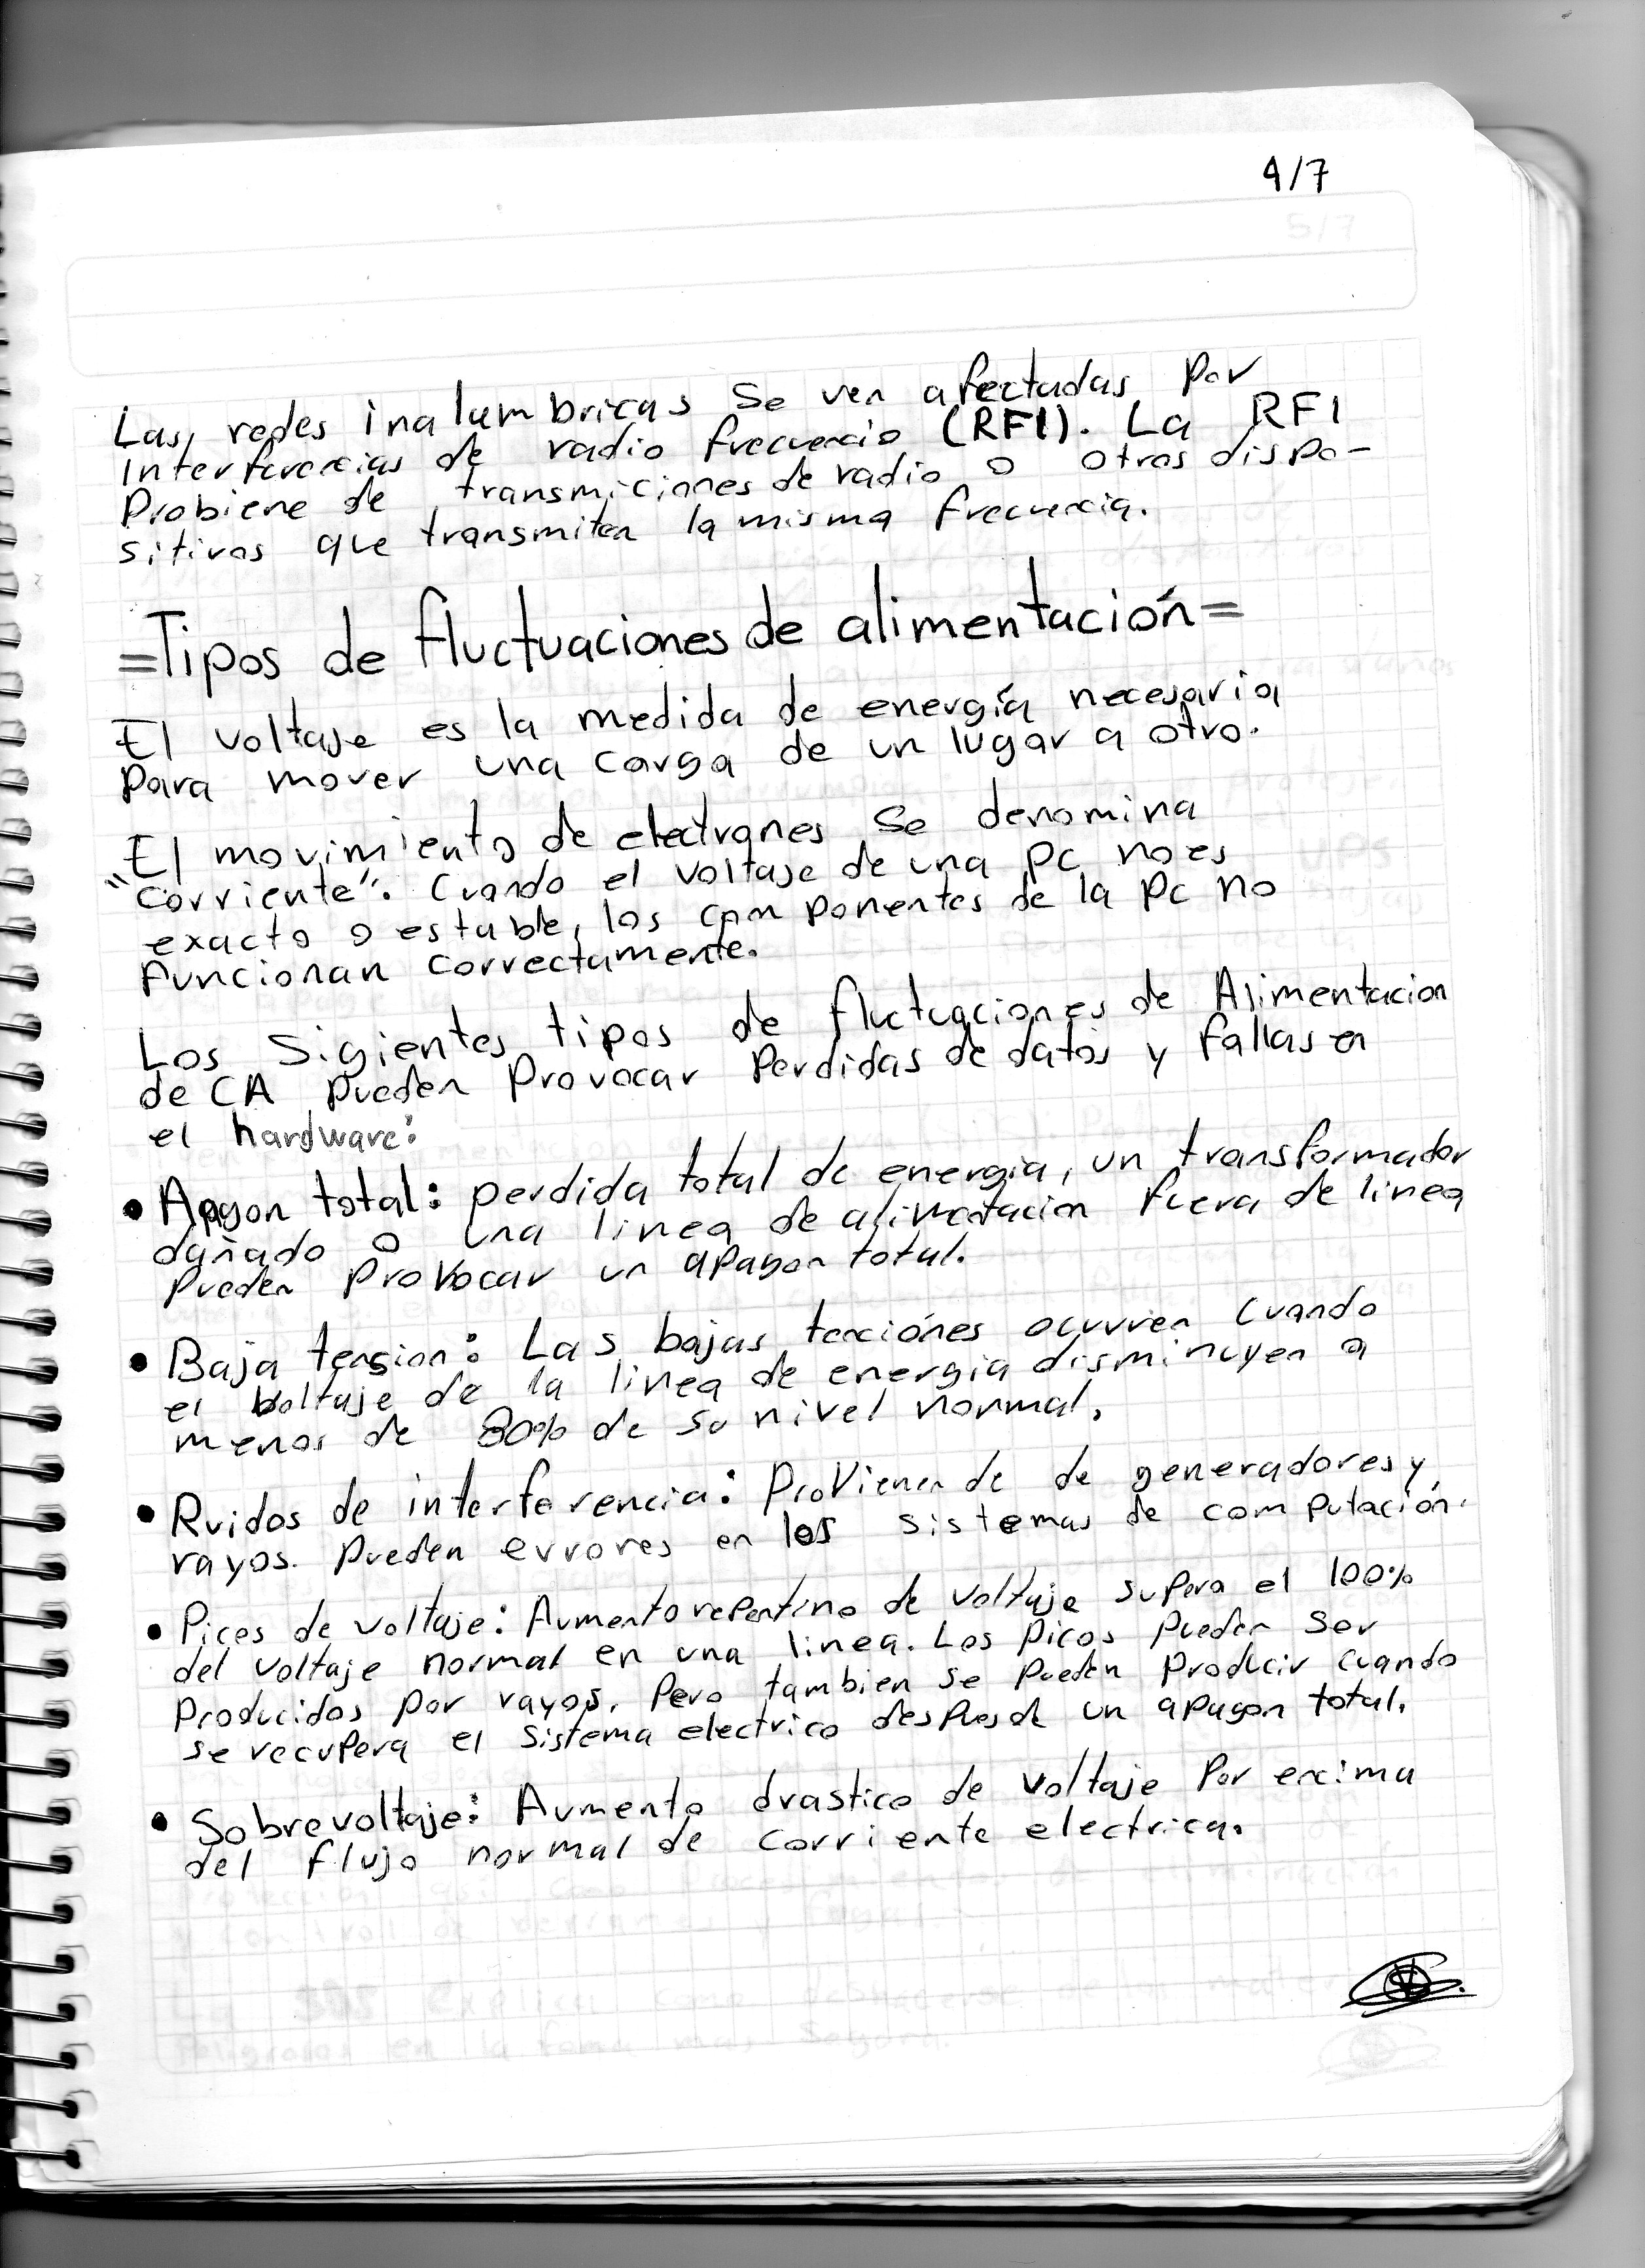 4/7
Las redes inalumbricas se ven afectadas por
Interferencias de radio frecuencia (RFI). La RFI
Probiene de transmiciones de radio o otros dispo-
sitivos que transmiten la misma frecuencia.
=Tipos de fluctuaciones de alimentación=
El voltaje es la medida de energía necesaria
para mover una carga de un lugar a otro.
El movimiento de electrones se denomina
"corriente". Cuando el voltaje de una pc no es
exacto o estable, los componentes de la pc no
funcionan correctamente.
Los Sigientes tipos de fluctuaciones de Alimentacion
de CA pueden provocar perdidas de datos y fallas en
el hardware:
• Apagon total: perdida total de energia, un transformador
dañado o una linea de alimentacion fuera de linea
pueden provocar un apagon total.
• Baja tension: Las bajas tenciónes ocurren cuando
el voltaje de la linea de energia disminuyen a
menos de 80% de su nivel normal.
• Ruidos de interferencia: Provienen de de generadores y
rayos. pueden errores en los sistemas de computación.
• Picos de voltaje: Aumento repentino de voltaje supera el 100%
del voltaje normal en una linea. Los picos pueden ser
producidos por rayos, Pero tambien se pueden producir cuando
se recupera el sistema electrico despues de un apagon total.
• Sobrevoltaje: Aumento drastico de voltaje por encima
del flujo normal de corriente electrica.